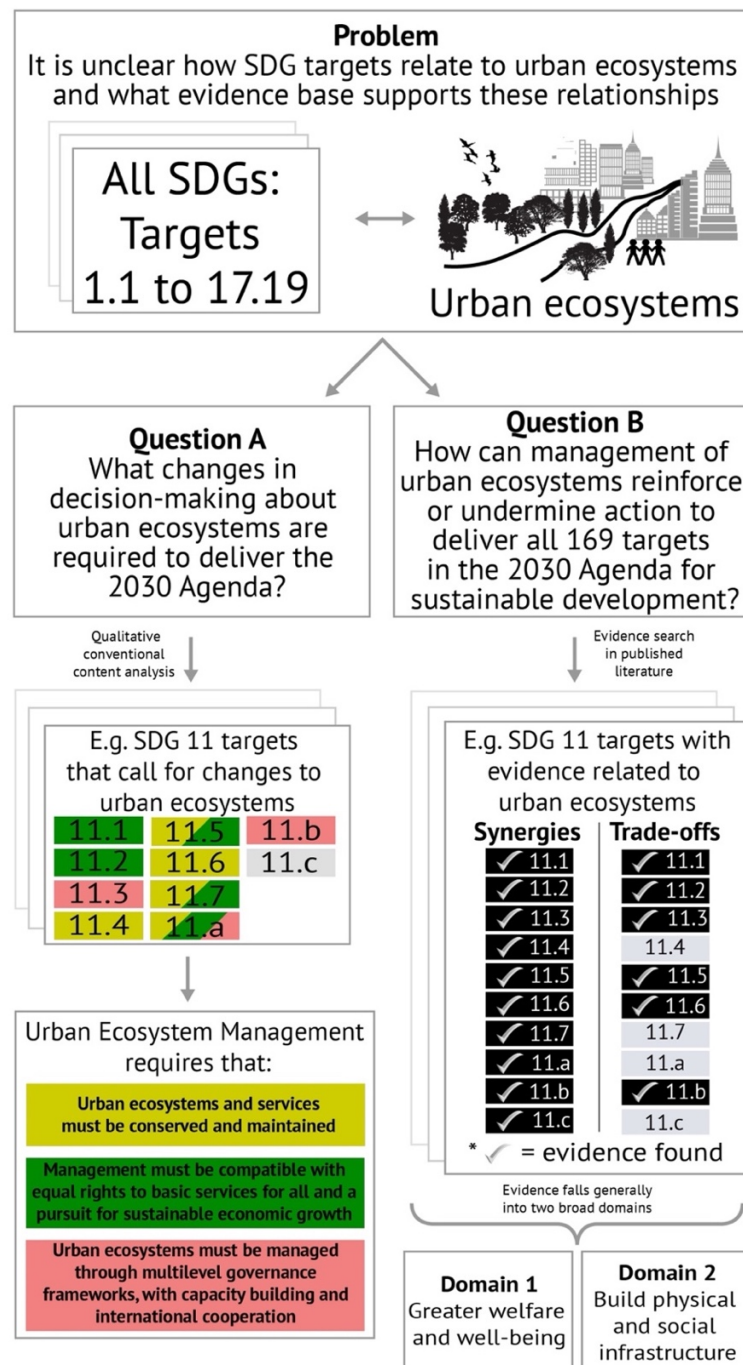 Problem
It is unclear how SDG targets relate to urban ecosystems
and what evidence base supports these relationships
All SDGs:
Targets
1.1 to 17.19
Urban ecosystems
Question A
What changes in
decision-making about
urban ecosystems are
required to deliver the
2030 Agenda?
Question B
How can management of
urban ecosystems reinforce
or undermine action to
deliver all 169 targets
in the 2030 Agenda for
sustainable development?
Qualitative
conventional
content analysis
Evidence search
in published
literature
E.g. SDG 11 targets
that call for changes to
urban ecosystems
11.1 11.5 11.b
11.2 11.6 11.c
11.3 11.7
11.4 11.a
Urban Ecosystem Management
requires that:
Urban ecosystems and services
must be conserved and maintained
Management must be compatible with
equal rights to basic services for all and a
pursuit for sustainable economic growth
Urban ecosystems must be managed
through multilevel governance
frameworks, with capacity building and
international cooperation
E.g. SDG 11 targets with
evidence related to
urban ecosystems
Synergies Trade-offs
✓ 11.1 ✓ 11.1
✓ 11.2 ✓ 11.2
✓ 11.3 ✓ 11.3
✓ 11.4 11.4
✓ 11.5 ✓ 11.5
✓ 11.6 ✓ 11.6
✓ 11.7 11.7
✓ 11.a 11.a
✓ 11.b ✓ 11.b
✓ 11.c 11.c
* ✓ = evidence found
Evidence falls generally
into two broad domains
Domain 1
Greater welfare
and well-being
Domain 2
Build physical
and social
infrastructure